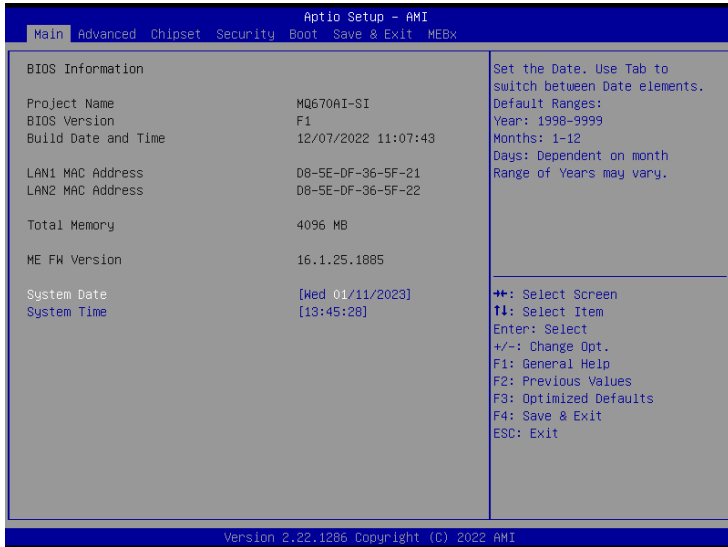 Aptio Setup – AMI
Main Advanced Chipset Security Boot Save & Exit MEBx
BIOS Information
Project Name MQ670AI-SI
BIOS Version F1
Build Date and Time 12/07/2022 11:07:43
LAN1 MAC Address D8-5E-DF-36-5F-21
LAN2 MAC Address D8-5E-DF-36-5F-22
Total Memory 4096 MB
ME FW Version 16.1.25.1885
System Date [Wed 01/11/2023]
System Time [13:45:28]
Set the Date. Use Tab to
switch between Date elements.
Default Ranges:
Year: 1998-9999
Months: 1-12
Days: Dependent on month
Range of Years may vary.
→←: Select Screen
↑↓: Select Item
Enter: Select
+/-: Change Opt.
F1: General Help
F2: Previous Values
F3: Optimized Defaults
F4: Save & Exit
ESC: Exit
Version 2.22.1286 Copyright (C) 2022 AMI